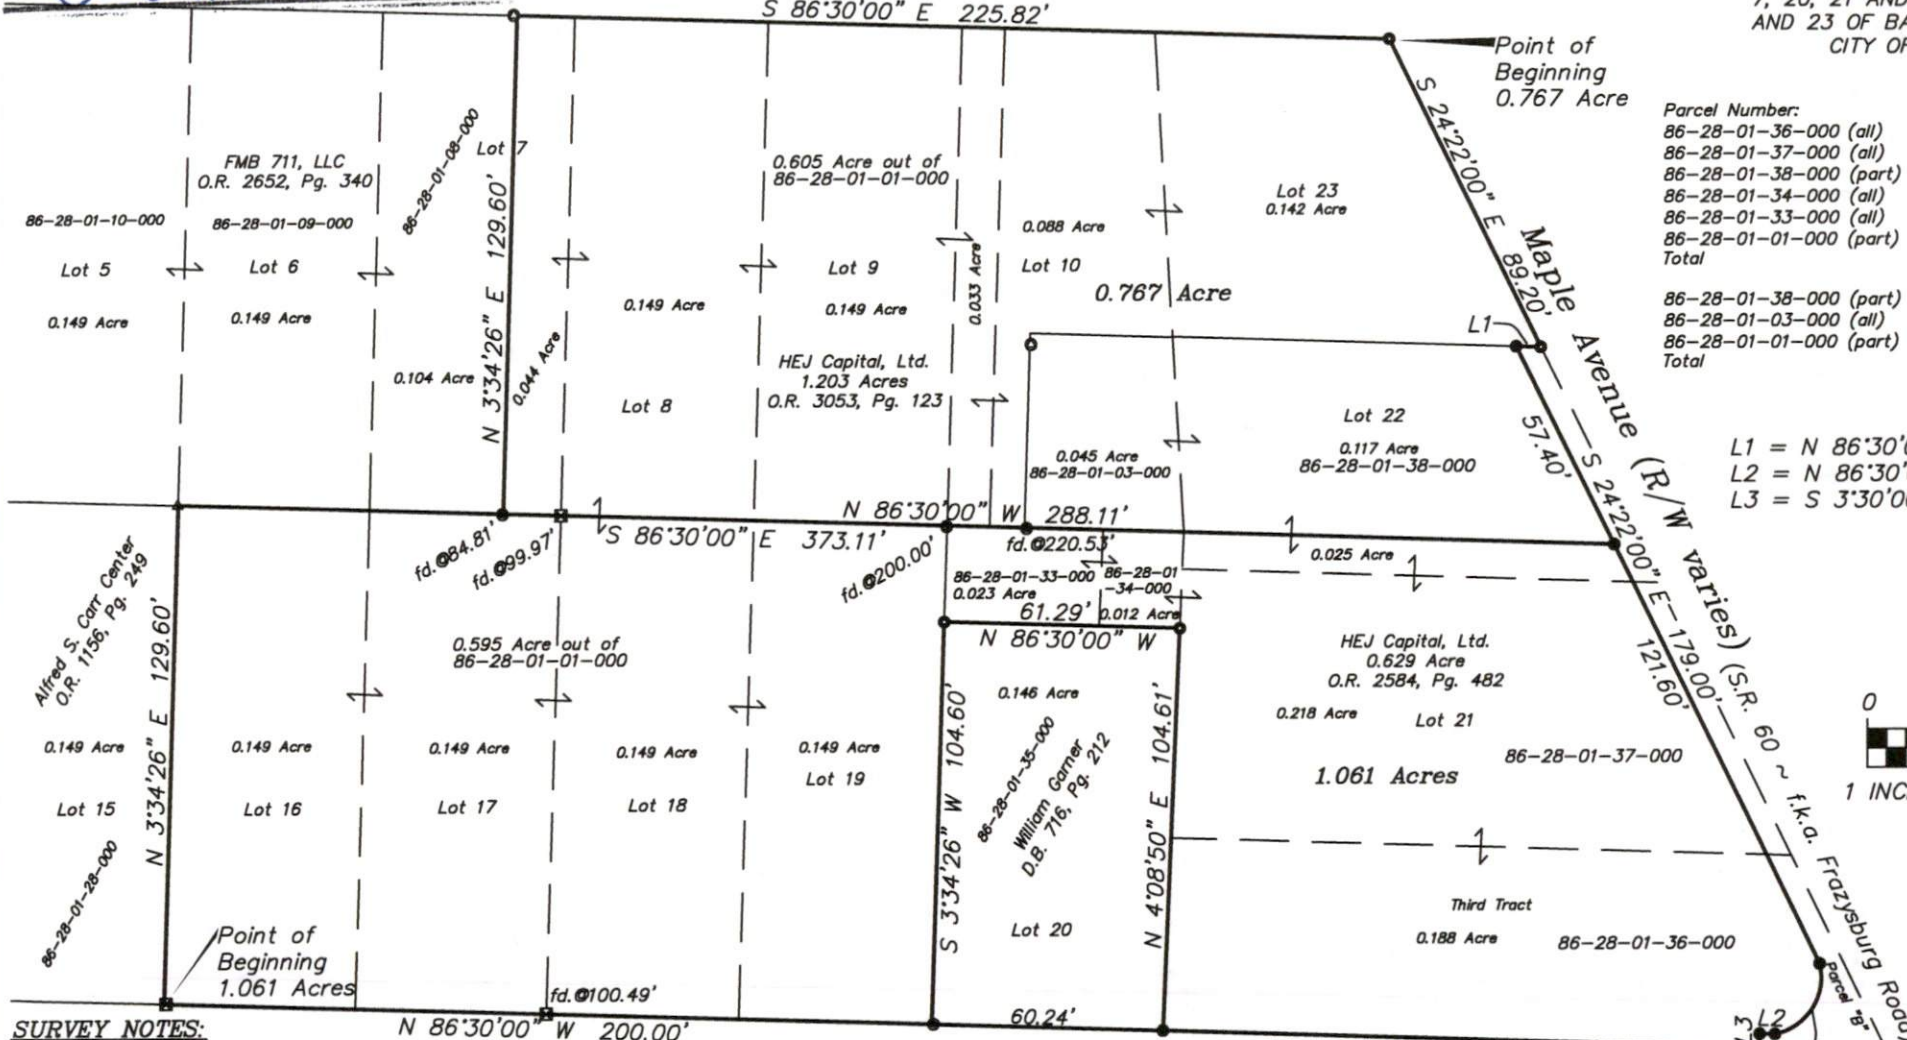 S 86°30'00" E 225.82'
7, 20, 21 AND
AND 23 OF BA
CITY OF
Point of
Beginning
0.767 Acre
Parcel Number:
86-28-01-36-000 (all)
86-28-01-37-000 (all)
86-28-01-38-000 (part)
86-28-01-34-000 (all)
86-28-01-33-000 (all)
86-28-01-01-000 (part)
Total
86-28-01-38-000 (part)
86-28-01-03-000 (all)
86-28-01-01-000 (part)
Total
L1 = N 86°30'0
L2 = N 86°30'
L3 = S 3°30'0
S 24°22'00" E 89.20'
Maple Avenue (R/W varies) (S.R. 60 ~ f.k.a. Frazysburg Road)
L1
57.40'
S 24°22'00" E 179.00'
121.60'
FMB 711, LLC
O.R. 2652, Pg. 340
86-28-01-10-000
Lot 5
0.149 Acre
86-28-01-09-000
Lot 6
0.149 Acre
86-28-01-08-000
Lot 7
0.104 Acre
N 3°34'26" E 129.60'
0.044 Acre
0.149 Acre
Lot 8
0.605 Acre out of
86-28-01-01-000
Lot 9
0.149 Acre
HEJ Capital, Ltd.
1.203 Acres
O.R. 3053, Pg. 123
0.033 Acre
0.088 Acre
Lot 10
0.767 Acre
Lot 23
0.142 Acre
0.045 Acre
86-28-01-03-000
Lot 22
0.117 Acre
86-28-01-38-000
N 86°30'00" W 288.11'
S 86°30'00" E 373.11'
fd.@84.81'
fd.@99.97'
fd.@200.00'
fd.@220.53'
0.025 Acre
86-28-01-33-000
0.023 Acre
86-28-01
-34-000
0.012 Acre
61.29'
N 86°30'00" W
Alfred S. Carr Center
O.R. 1156, Pg. 249
N 3°34'26" E 129.60'
0.595 Acre out of
86-28-01-01-000
0.149 Acre
Lot 15
86-28-01-28-000
0.149 Acre
Lot 16
0.149 Acre
Lot 17
0.149 Acre
Lot 18
0.149 Acre
Lot 19
S 3°34'26" W 104.60'
0.146 Acre
86-28-01-35-000
William Garner
D.B. 716, Pg. 212
Lot 20
N 4°08'50" E 104.61'
HEJ Capital, Ltd.
0.629 Acre
O.R. 2584, Pg. 482
0.218 Acre
Lot 21
86-28-01-37-000
1.061 Acres
Third Tract
0.188 Acre
86-28-01-36-000
0
1 INC
Parcel "B"
L2
Point of
Beginning
1.061 Acres
fd.@100.49'
N 86°30'00" W 200.00'
60.24'
SURVEY NOTES: